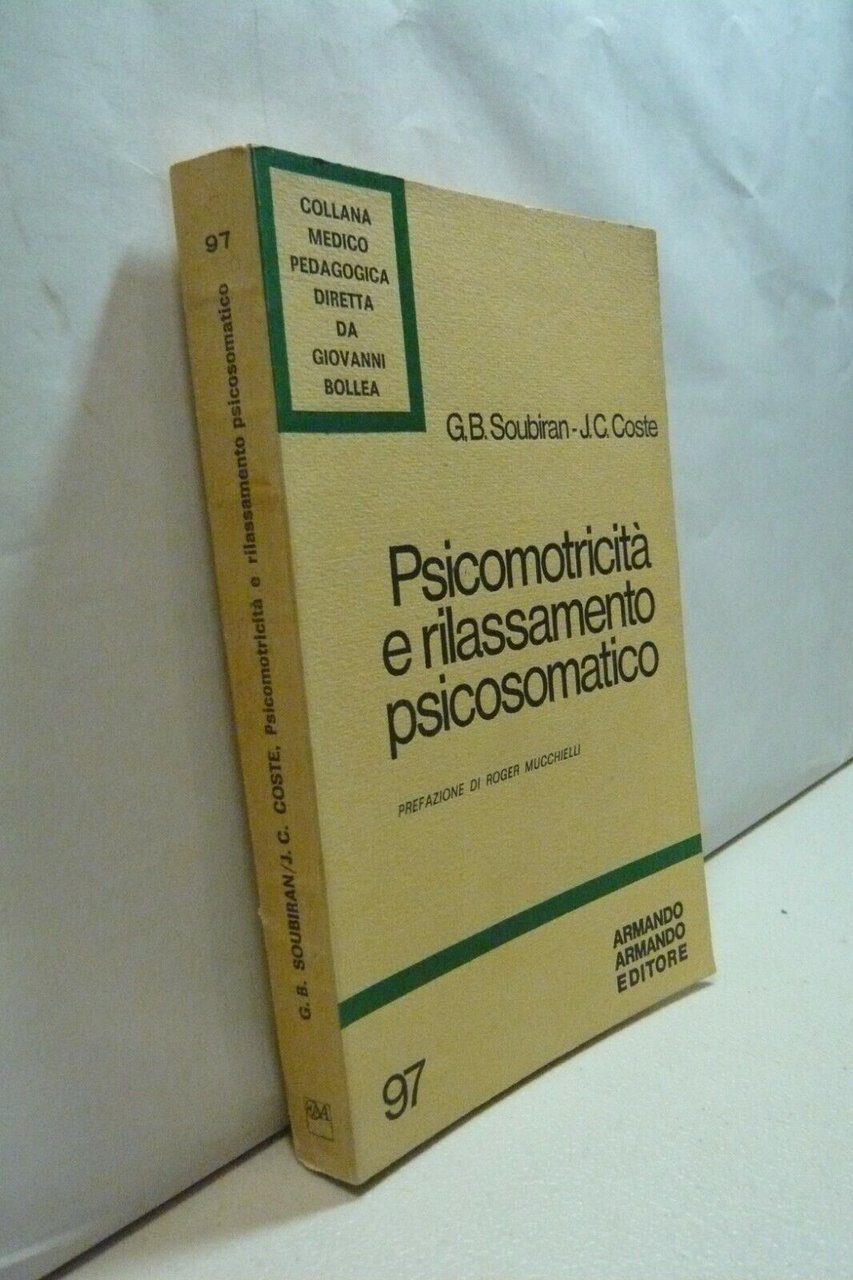 97
G. B. SOUBIRAN/J. C. COSTE, Psicomotricità e rilassamento psicosomatico
COLLANA
MEDICO
PEDAGOGICA
DIRETTA
DA
GIOVANNI
BOLLEA
G.B. Soubiran - J.C. Coste
Psicomotricità
e rilassamento
psicosomatico
PREFAZIONE DI ROGER MUCCHIELLI
ARMANDO
ARMANDO
EDITORE
97